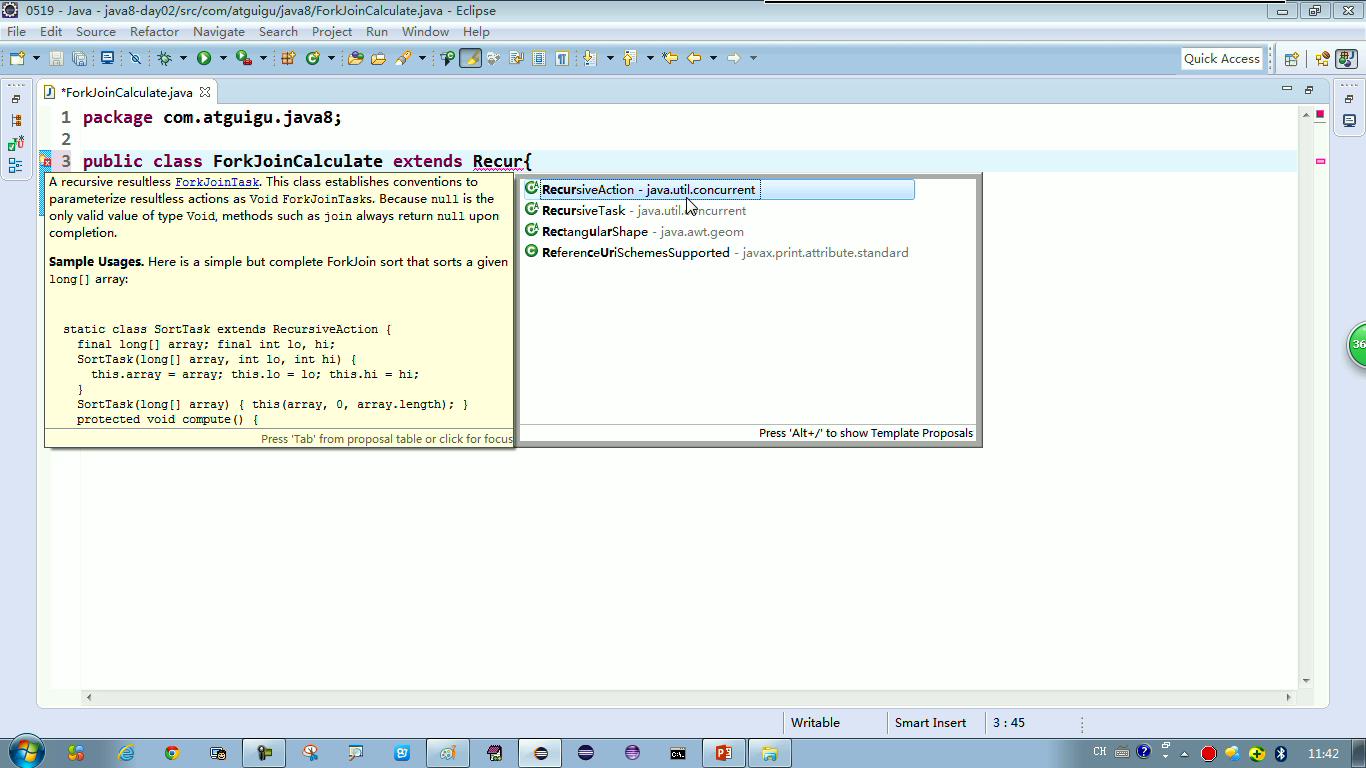 0519 - Java - java8-day02/src/com/atguigu/java8/ForkJoinCalculate.java - Eclipse
File Edit Source Refactor Navigate Search Project Run Window Help
Quick Access
*ForkJoinCalculate.java
1 package com.atguigu.java8;
2
3 public class ForkJoinCalculate extends Recur{
A recursive resultless ForkJoinTask. This class establishes conventions to
parameterize resultless actions as Void ForkJoinTasks. Because null is the
only valid value of type Void, methods such as join always return null upon
completion.
Sample Usages. Here is a simple but complete ForkJoin sort that sorts a given
long[] array:
static class SortTask extends RecursiveAction {
final long[] array; final int lo, hi;
SortTask(long[] array, int lo, int hi) {
this.array = array; this.lo = lo; this.hi = hi;
}
SortTask(long[] array) { this(array, 0, array.length); }
protected void compute() {
Press 'Tab' from proposal table or click for focus
RecursiveAction - java.util.concurrent
RecursiveTask - java.util.concurrent
RectangularShape - java.awt.geom
ReferenceUriSchemesSupported - javax.print.attribute.standard
Press 'Alt+/' to show Template Proposals
36
Writable
Smart Insert
3 : 45
CH
11:42